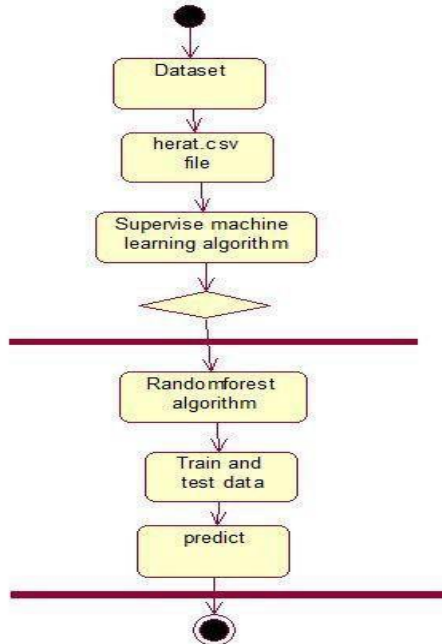 Dataset
herat.csv
file
Supervise machine
learning algorithm
Randomforest
algorithm
Train and
test data
predict